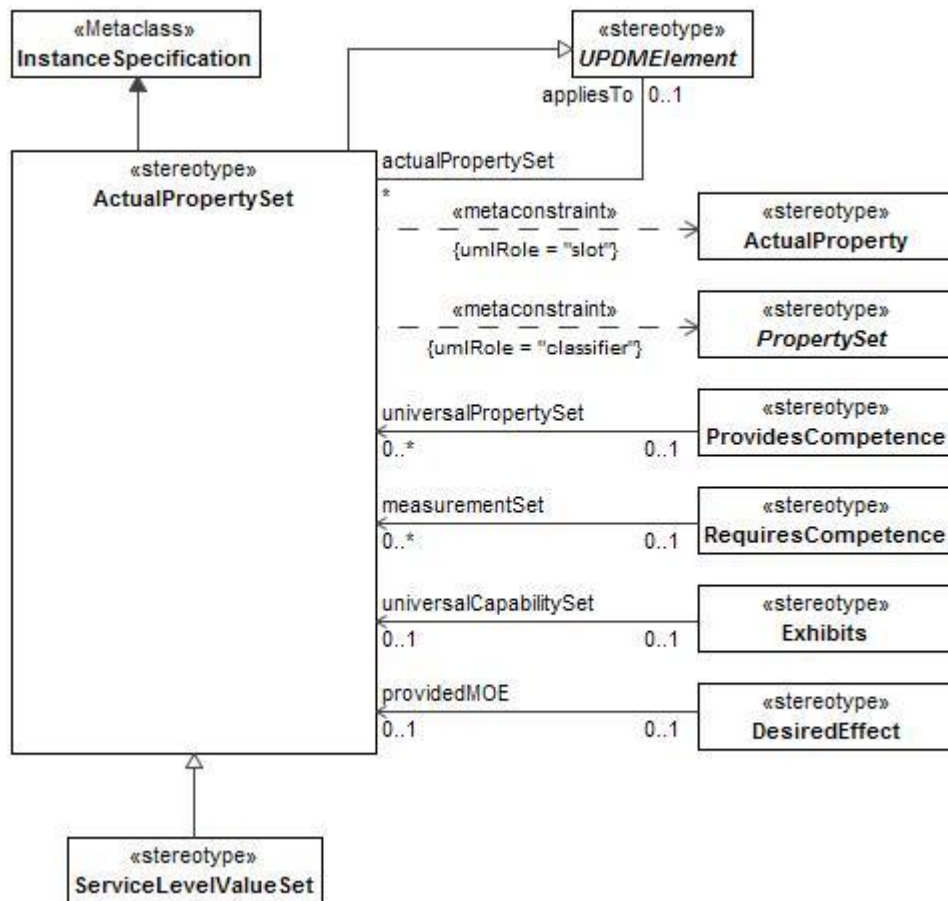 «Metaclass»
InstanceSpecification
«stereotype»
UPDMElement
appliesTo 0..1
«stereotype»
ActualPropertySet
actualPropertySet
*
«metaconstraint»
{umlRole = "slot"}
«stereotype»
ActualProperty
«metaconstraint»
{umlRole = "classifier"}
«stereotype»
PropertySet
universalPropertySet
0..* 0..1
«stereotype»
ProvidesCompetence
measurementSet
0..* 0..1
«stereotype»
RequiresCompetence
universalCapabilitySet
0..1 0..1
«stereotype»
Exhibits
providedMOE
0..1 0..1
«stereotype»
DesiredEffect
«stereotype»
ServiceLevelValueSet